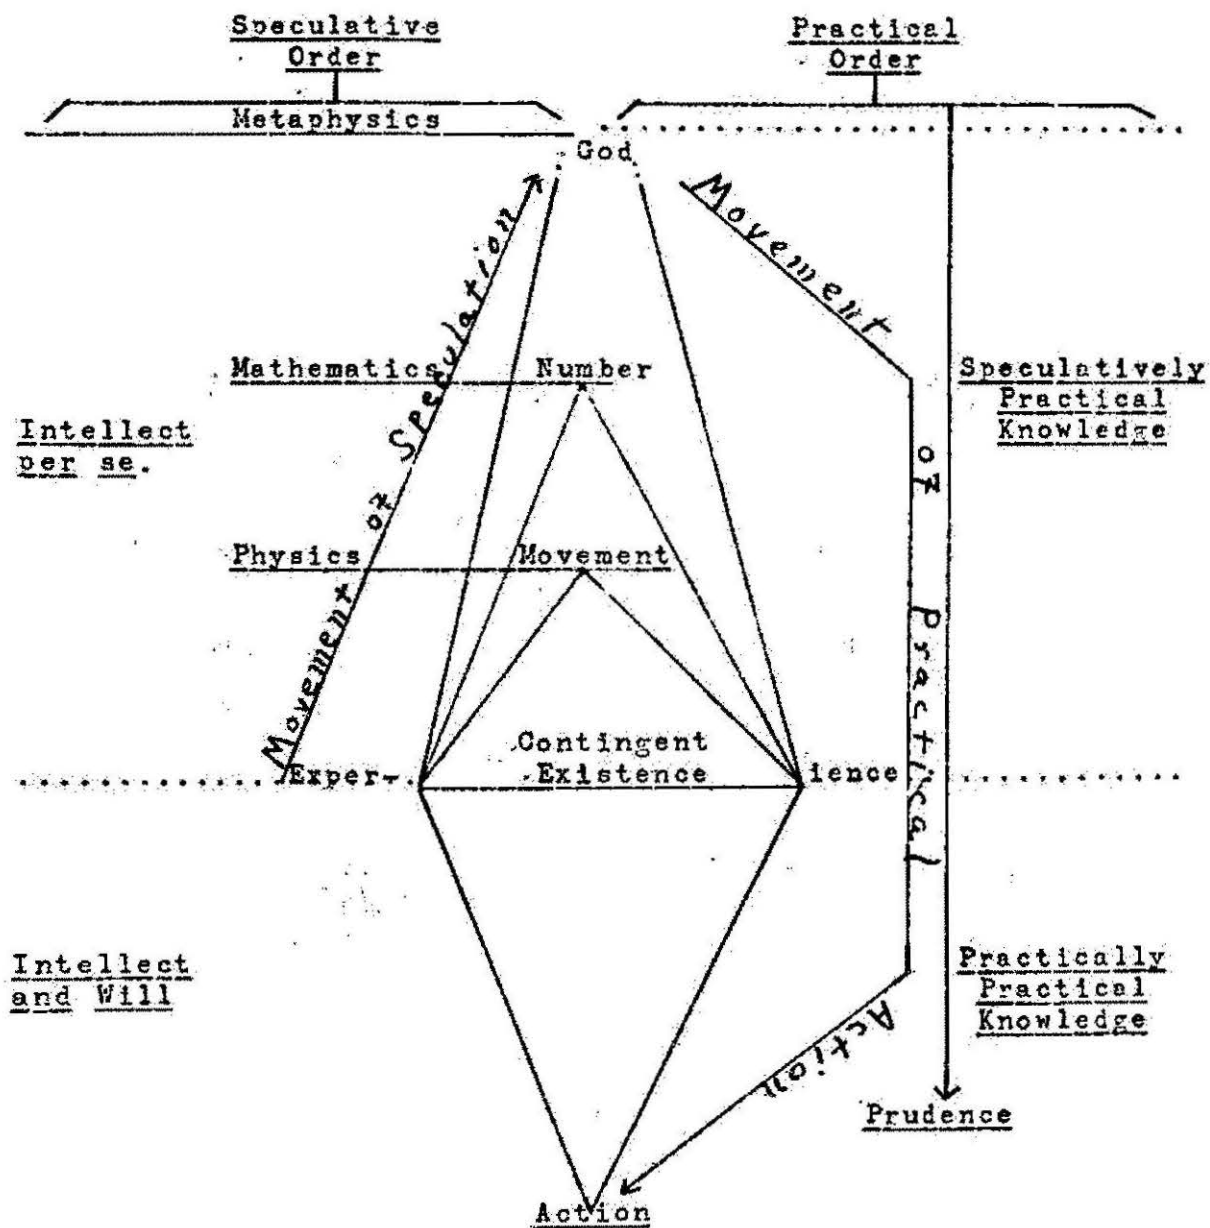 Speculative
Order
Practical
Order
Metaphysics
God
Movement of Speculation
Movement of Practical Action
Mathematics
Number
Speculatively
Practical
Knowledge
Intellect
per se.
Physics
Movement
Exper-
Contingent
Existence
ience
Intellect
and Will
Practically
Practical
Knowledge
Prudence
Action